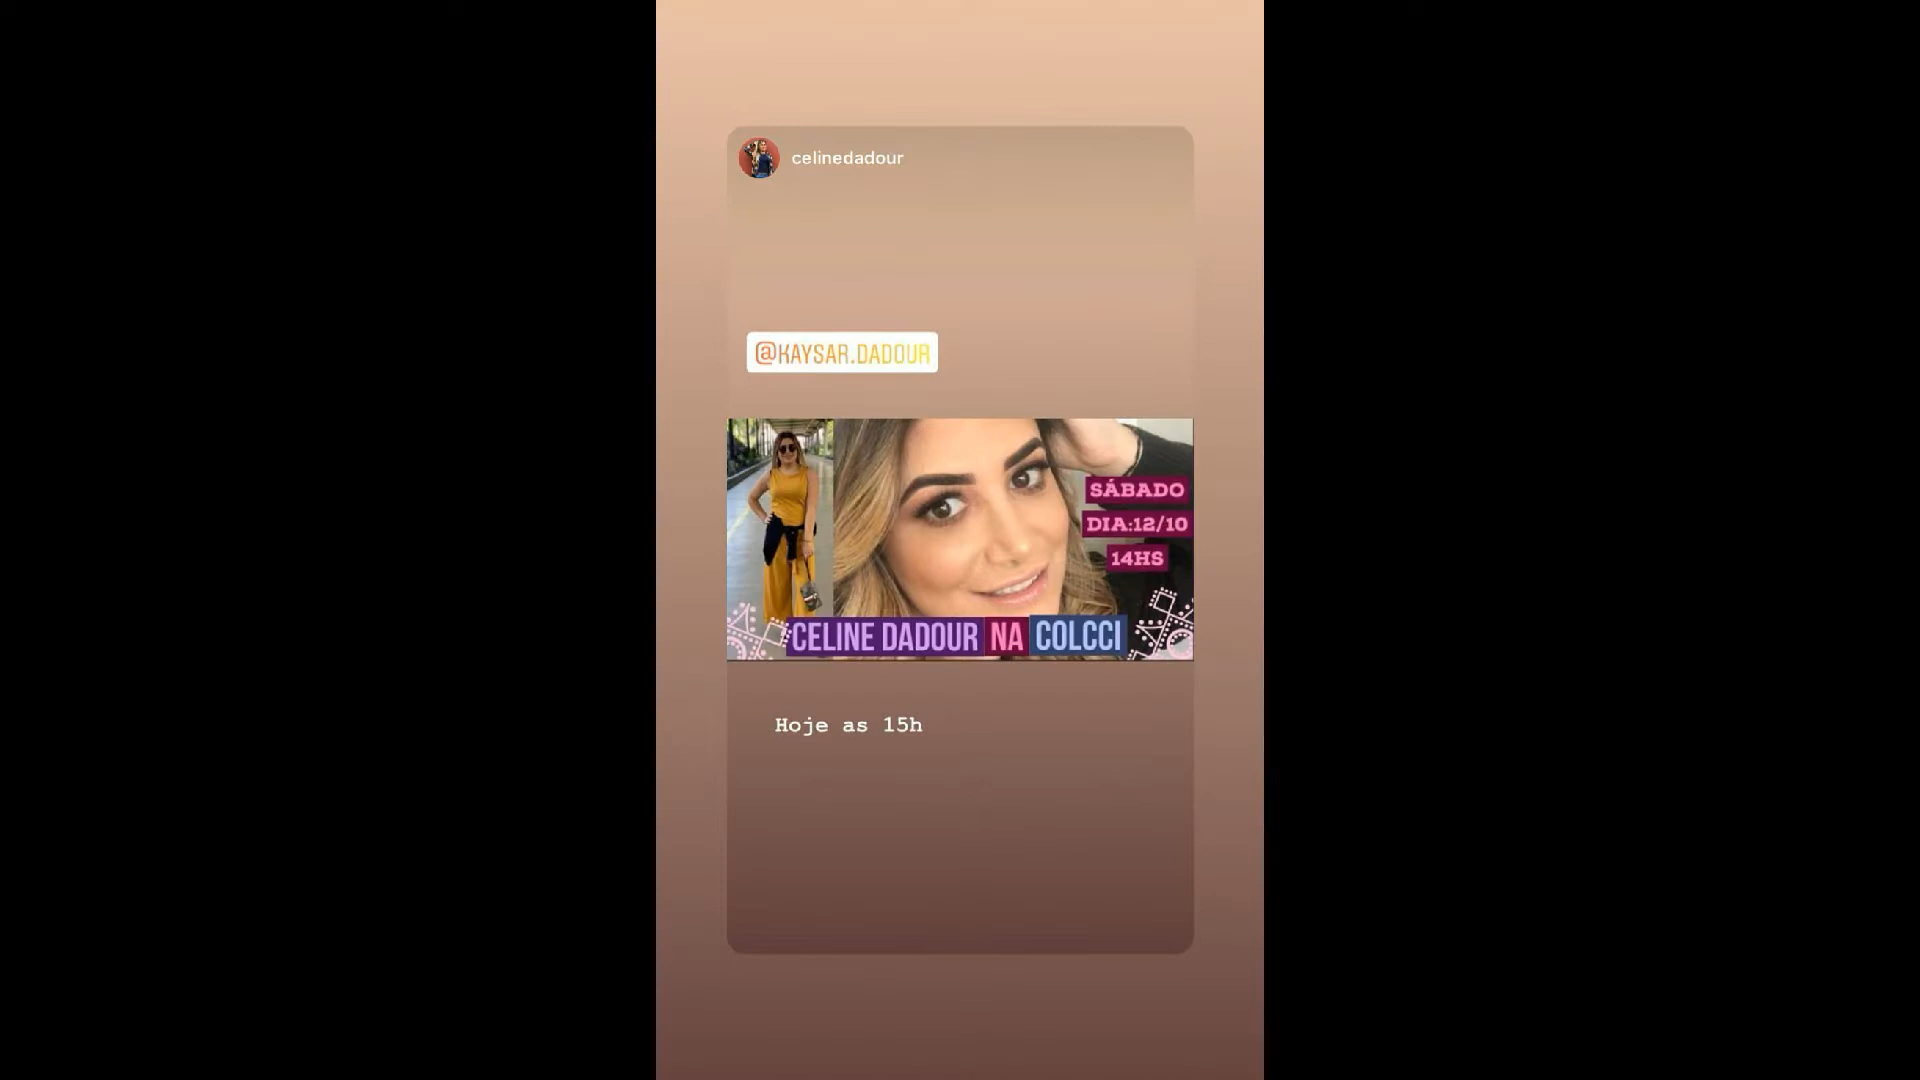 celinedadour
@KAYSAR.DADOUR
SÁBADO
DIA:12/10
14HS
CELINE DADOUR NA COLCCI
Hoje as 15h